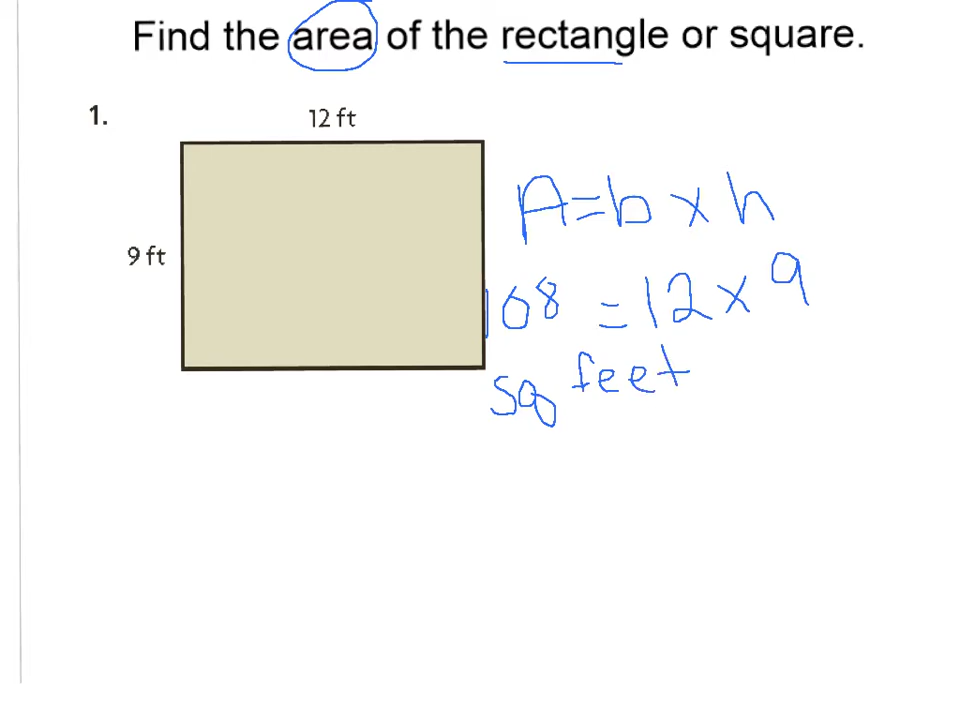 Find the area of the rectangle or square.
1.
12 ft
9 ft
A=b x h
108 = 12 x 9
sq feet